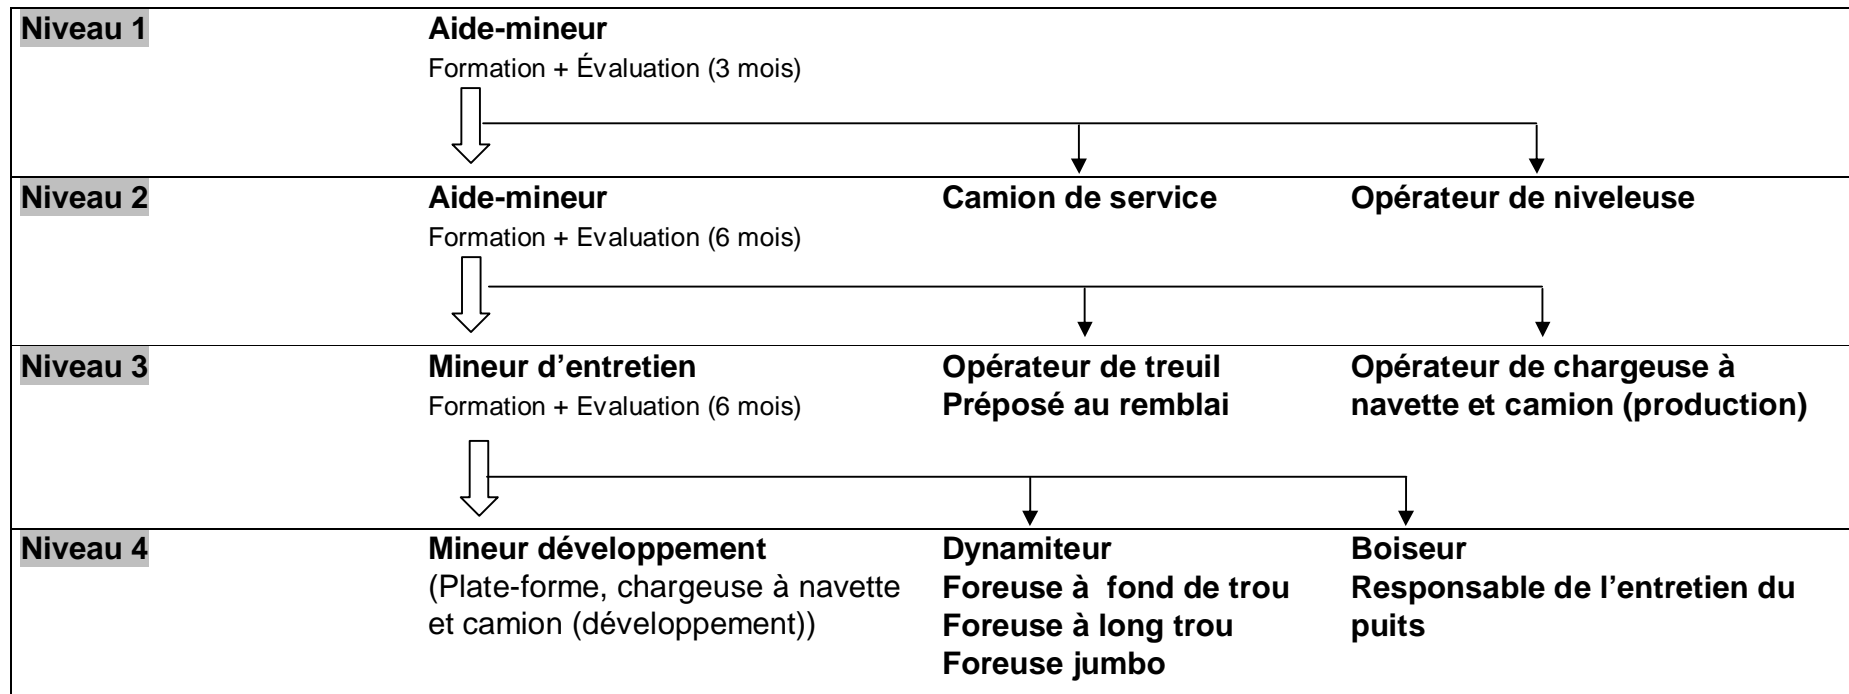 Niveau 1
Aide-mineur
Formation + Évaluation (3 mois)
Niveau 2
Aide-mineur
Formation + Evaluation (6 mois)
Camion de service
Opérateur de niveleuse
Niveau 3
Mineur d’entretien
Formation + Evaluation (6 mois)
Opérateur de treuil
Préposé au remblai
Opérateur de chargeuse à
navette et camion (production)
Niveau 4
Mineur développement
(Plate-forme, chargeuse à navette
et camion (développement))
Dynamiteur
Foreuse à  fond de trou
Foreuse à long trou
Foreuse jumbo
Boiseur
Responsable de l’entretien du
puits